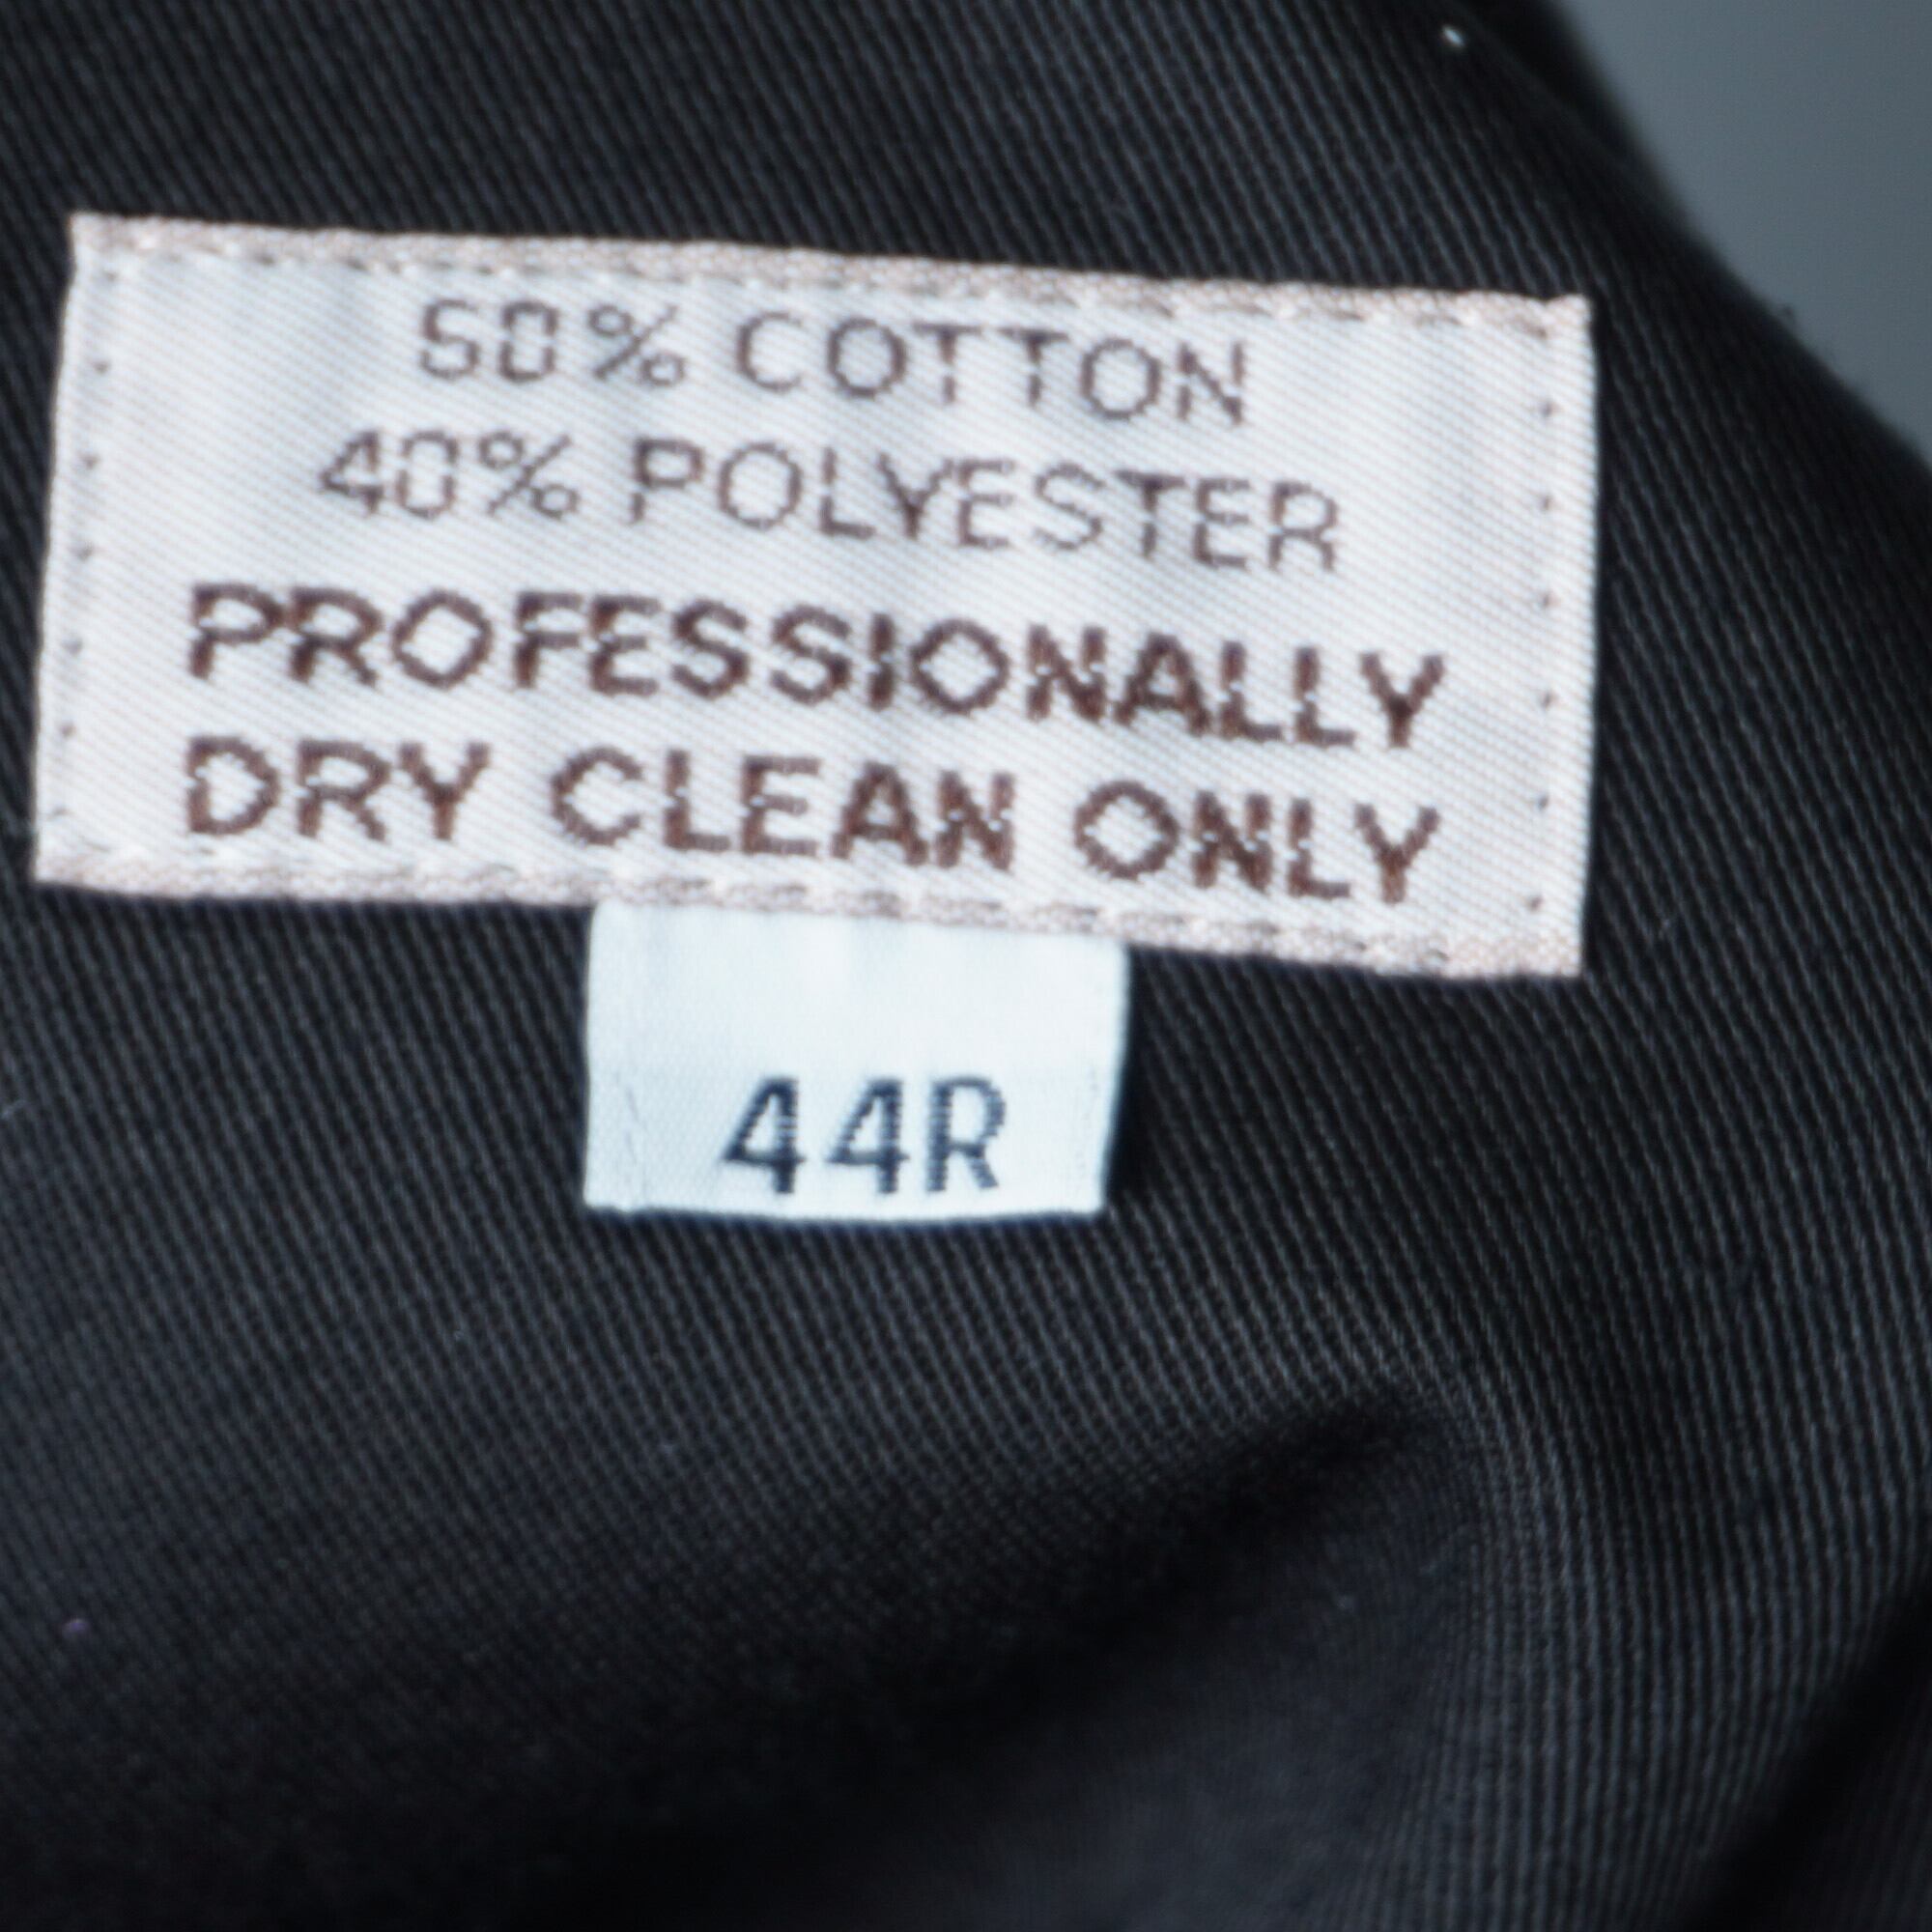 60% COTTON
40% POLYESTER
PROFESSIONALLY
DRY CLEAN ONLY
44R